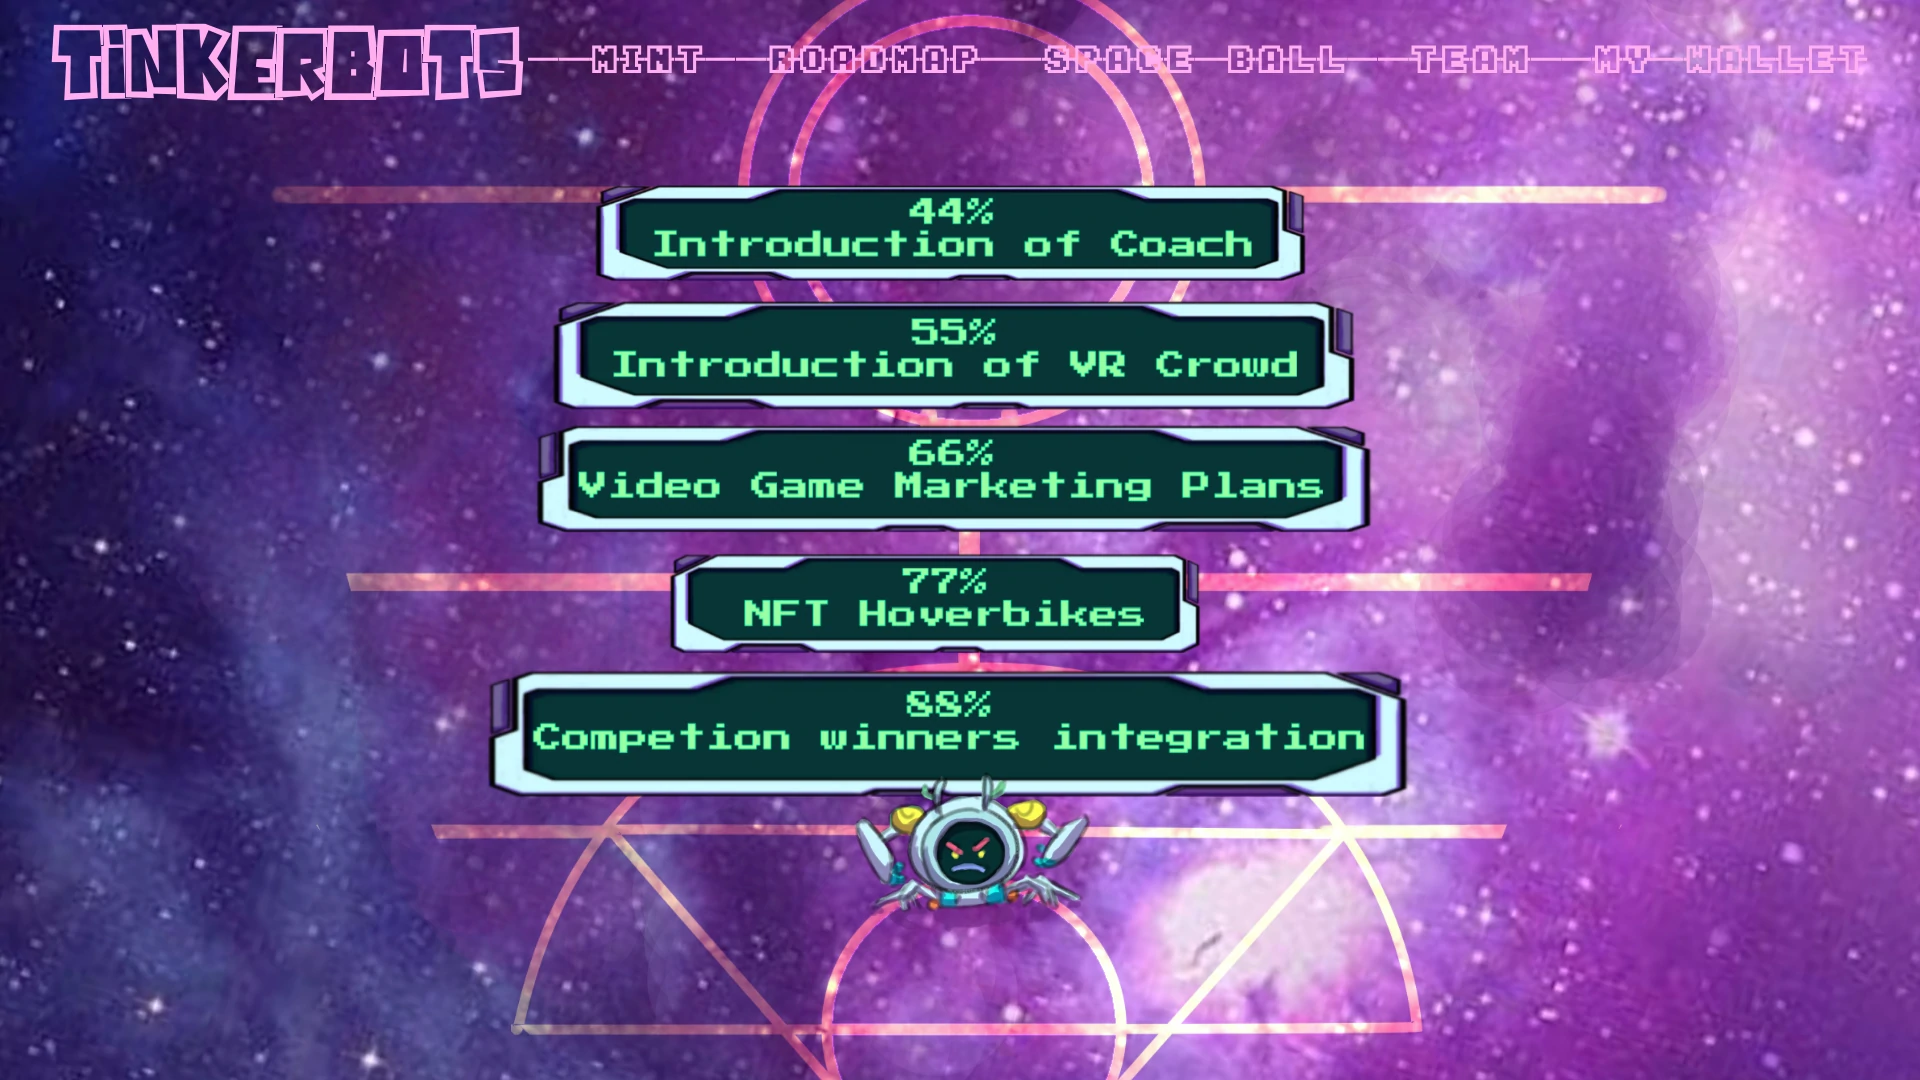 TiNKERBOTS
MINT ROADMAP SPACE BALL TEAM MY WALLET
44%
Introduction of Coach
55%
Introduction of VR Crowd
66%
Video Game Marketing Plans
77%
NFT Hoverbikes
88%
Competion winners integration